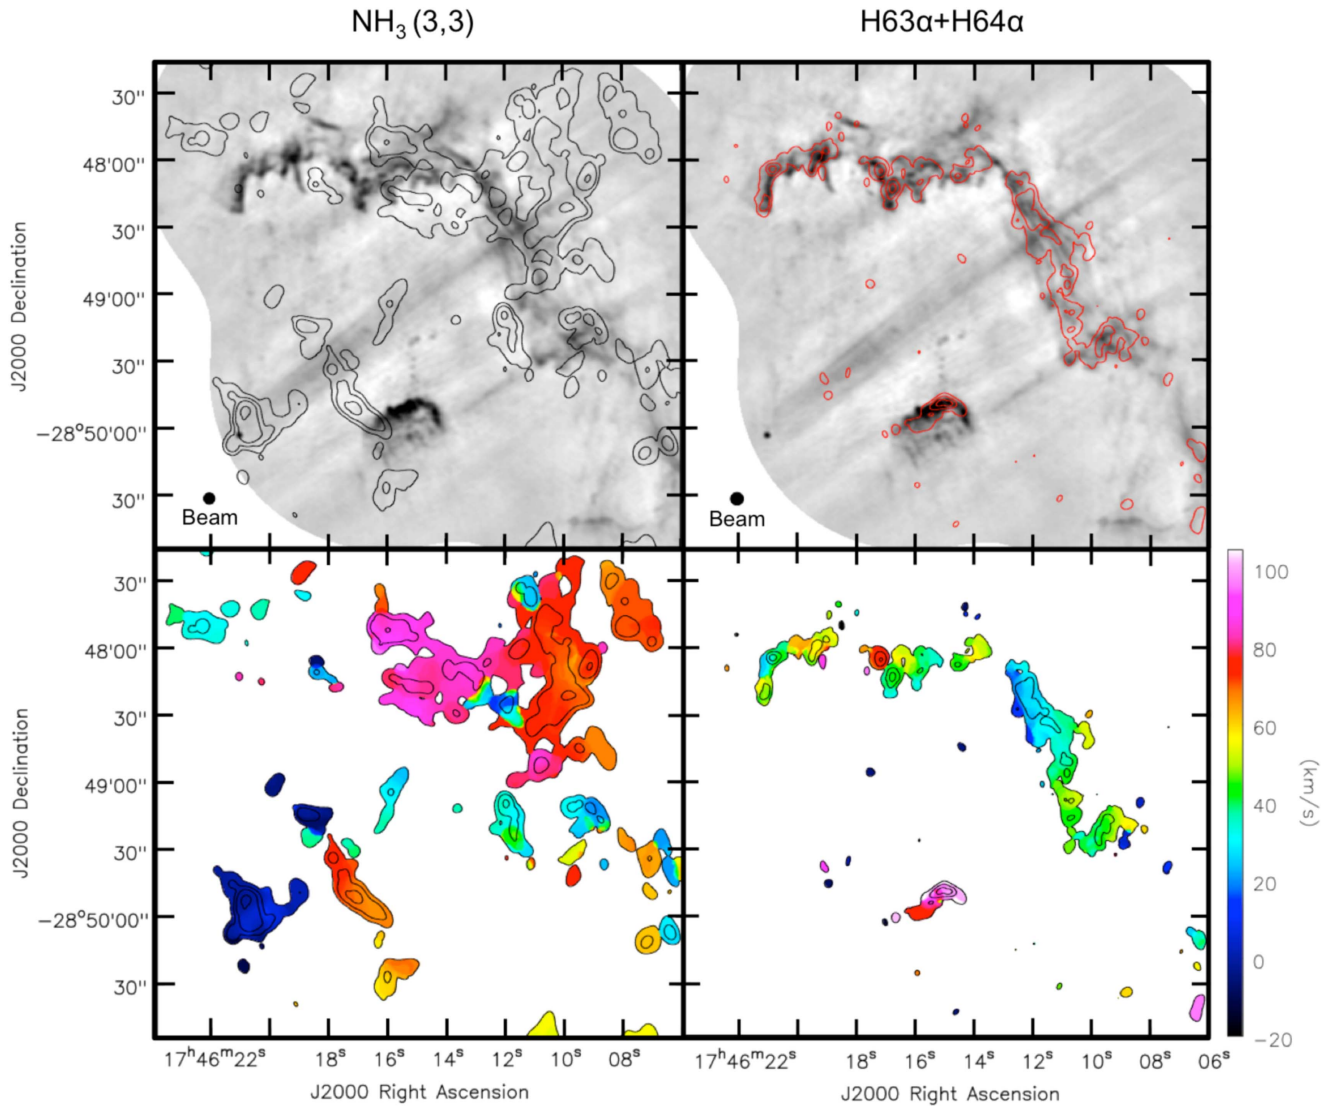 NH₃ (3,3)
H63α+H64α
30''
48'00''
30''
49'00''
30''
−28°50'00''
30''
J2000 Declination
Beam
Beam
30''
48'00''
30''
49'00''
30''
−28°50'00''
30''
J2000 Declination
100
80
60
40
20
0
−20
(km/s)
17ʰ46ᵐ22ˢ 18ˢ 16ˢ 12ˢ 10ˢ 08ˢ
17ʰ46ᵐ22ˢ 18ˢ 16ˢ 12ˢ 10ˢ 08ˢ 06ˢ
J2000 Right Ascension
J2000 Right Ascension